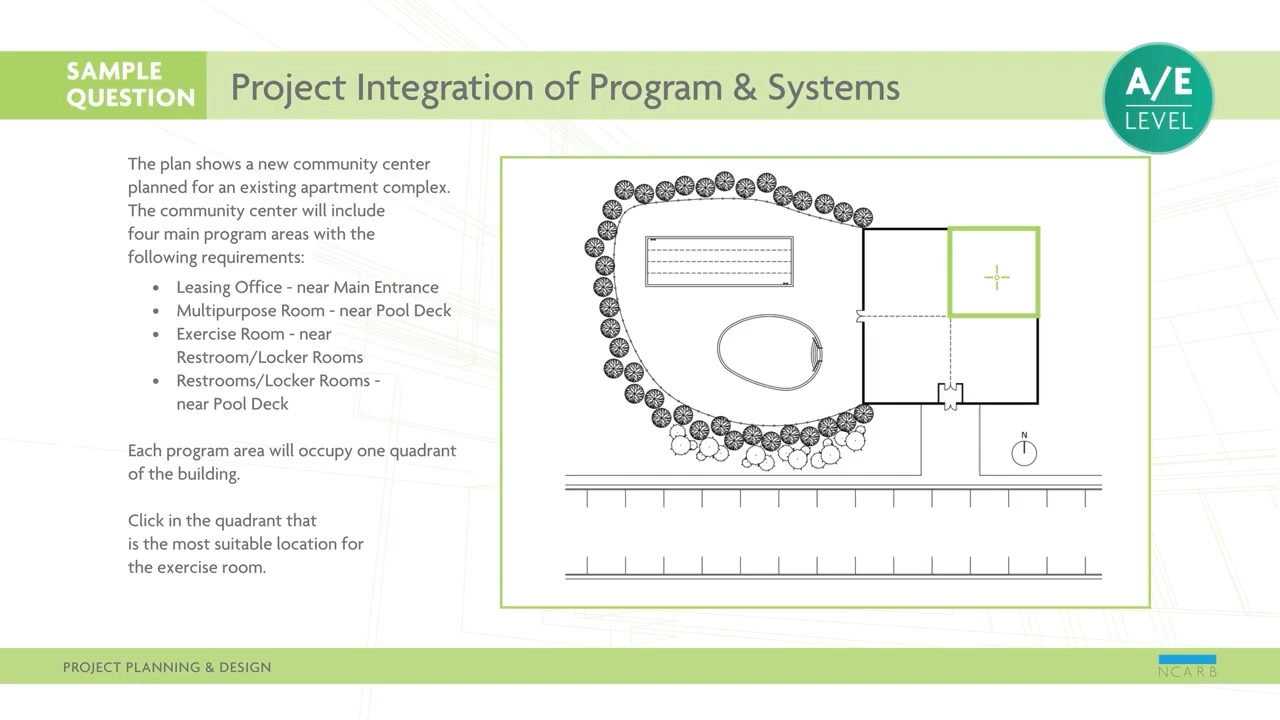 SAMPLE
QUESTION
Project Integration of Program & Systems
A/E
LEVEL
The plan shows a new community center
planned for an existing apartment complex.
The community center will include
four main program areas with the
following requirements:
• Leasing Office - near Main Entrance
• Multipurpose Room - near Pool Deck
• Exercise Room - near
Restroom/Locker Rooms
• Restrooms/Locker Rooms -
near Pool Deck
Each program area will occupy one quadrant
of the building.
Click in the quadrant that
is the most suitable location for
the exercise room.
N
PROJECT PLANNING & DESIGN
NCARB